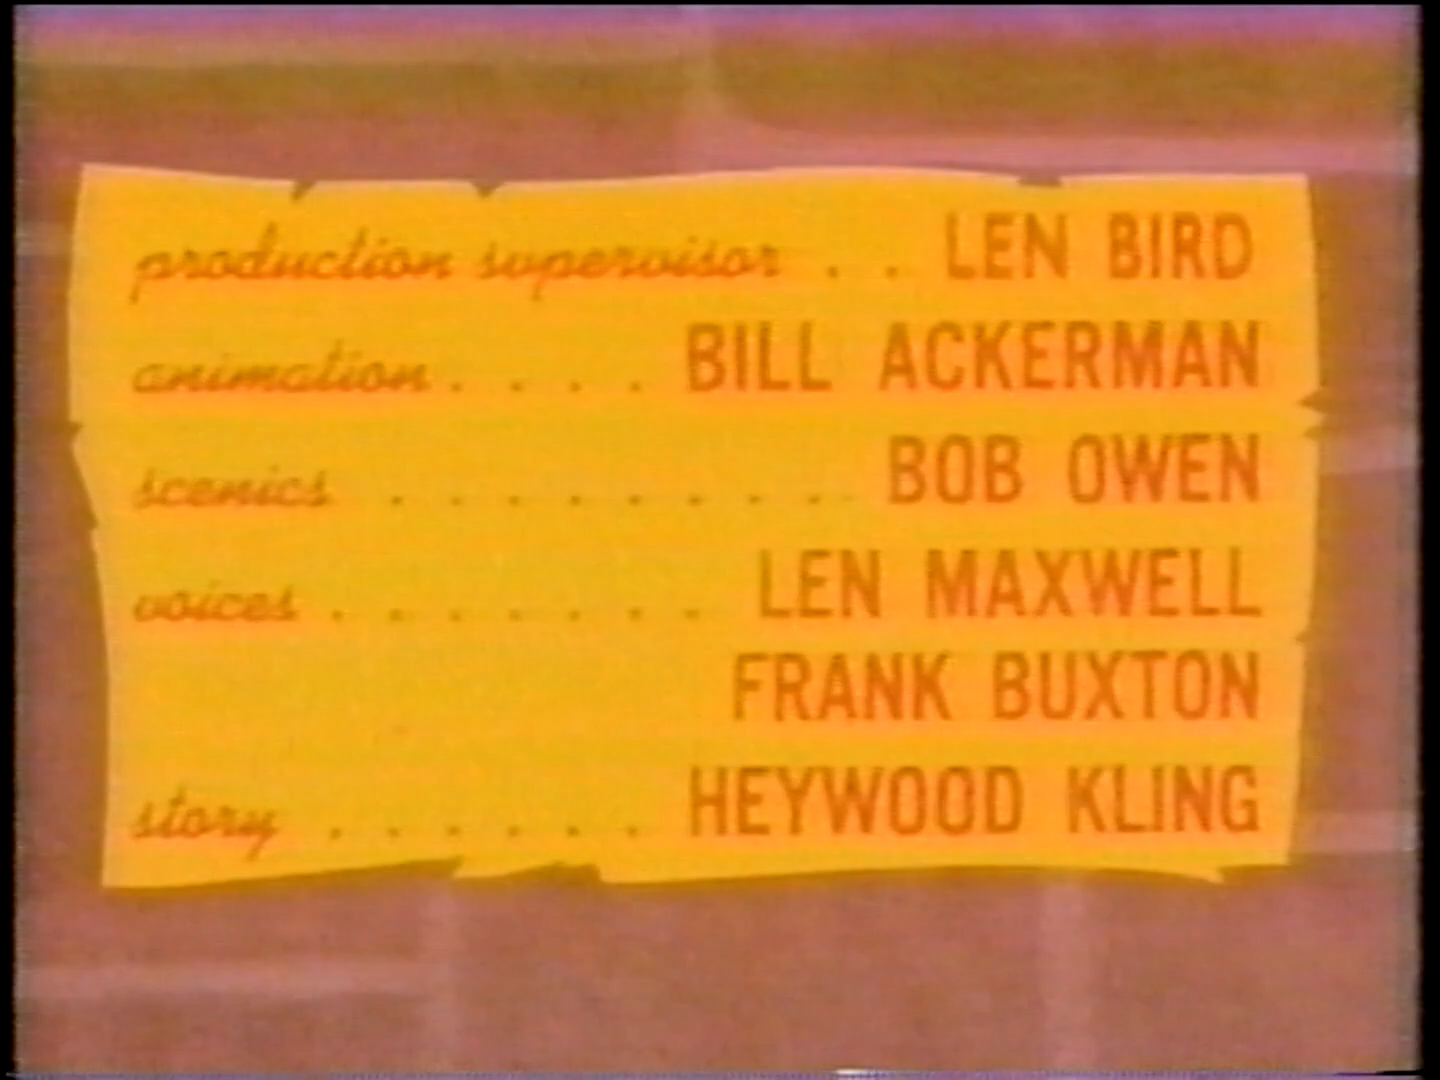 production supervisor . . LEN BIRD
animation . . . . BILL ACKERMAN
scenics . . . . . . . . . BOB OWEN
voices . . . . . . . LEN MAXWELL
FRANK BUXTON
story . . . . . . HEYWOOD KLING